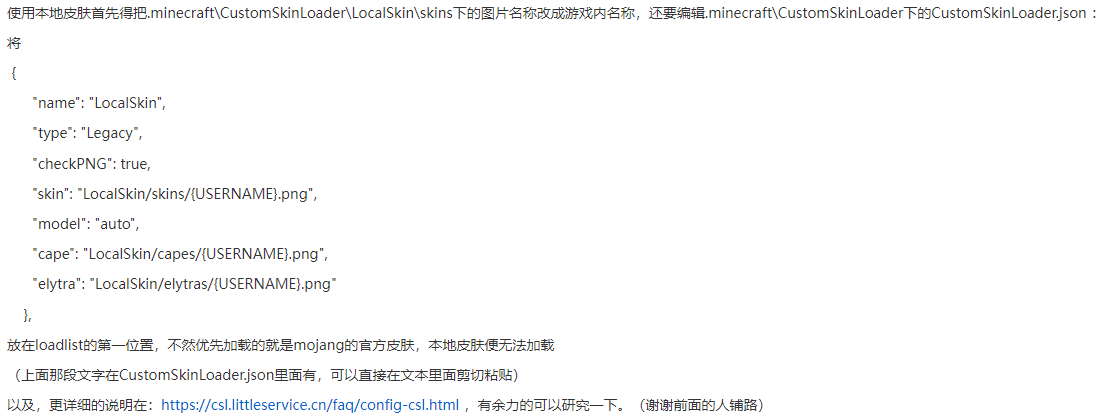 使用本地皮肤首先得把.minecraft\CustomSkinLoader\LocalSkin\skins下的图片名称改成游戏内名称，还要编辑.minecraft\CustomSkinLoader下的CustomSkinLoader.json：
将
{
"name": "LocalSkin",
"type": "Legacy",
"checkPNG": true,
"skin": "LocalSkin/skins/{USERNAME}.png",
"model": "auto",
"cape": "LocalSkin/capes/{USERNAME}.png",
"elytra": "LocalSkin/elytras/{USERNAME}.png"
},
放在loadlist的第一位置，不然优先加载的就是mojang的官方皮肤，本地皮肤便无法加载
（上面那段文字在CustomSkinLoader.json里面有，可以直接在文本里面剪切粘贴）
以及，更详细的说明在：https://csl.littleservice.cn/faq/config-csl.html ，有余力的可以研究一下。（谢谢前面的人铺路）